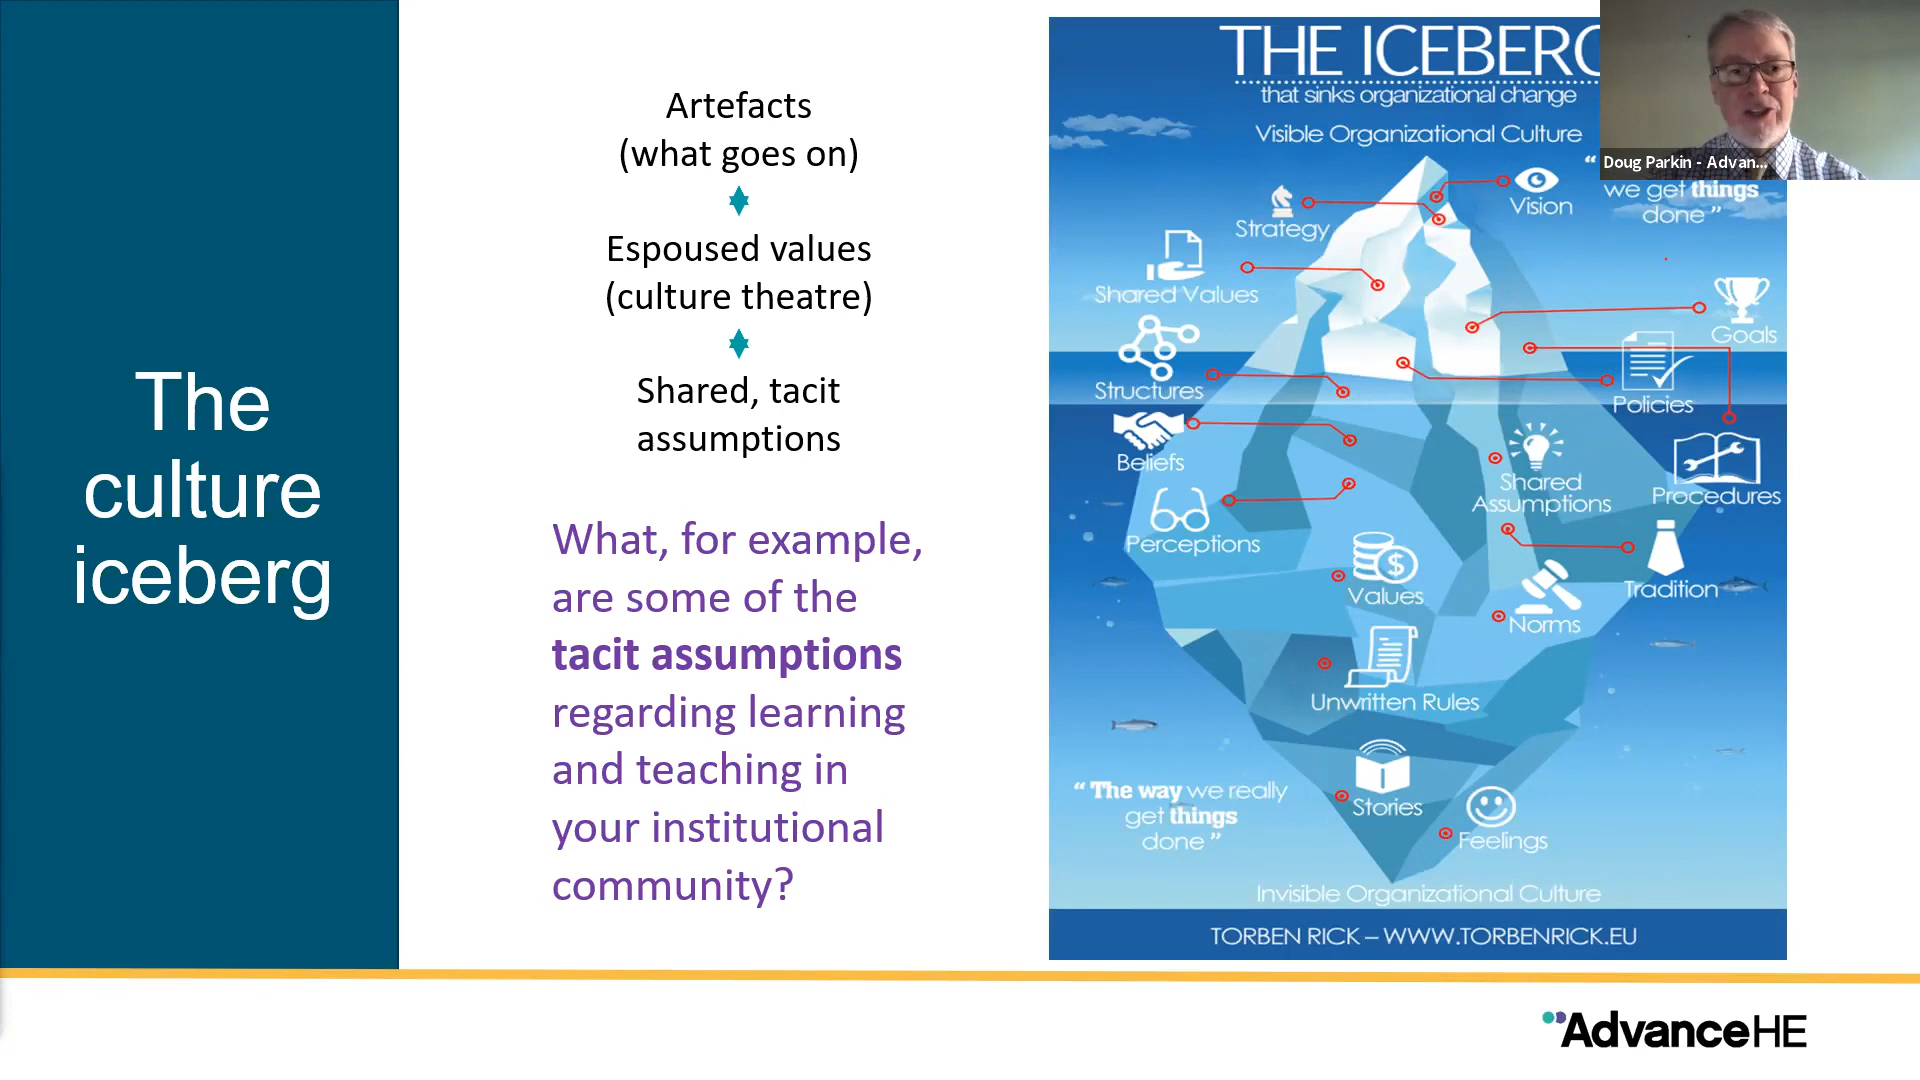 The
culture
iceberg
Artefacts
(what goes on)
Espoused values
(culture theatre)
Shared, tacit
assumptions
What, for example,
are some of the
tacit assumptions
regarding learning
and teaching in
your institutional
community?
THE ICEBERG
that sinks organizational change
Visible Organizational Culture
Doug Parkin - Advan...
“
we get things
done ”
Vision
Strategy
Shared Values
Goals
Structures
Policies
Beliefs
Shared
Assumptions
Procedures
Perceptions
Values
Tradition
Norms
Unwritten Rules
“ The way we really
get things
done ”
Stories
Feelings
Invisible Organizational Culture
TORBEN RICK – WWW.TORBENRICK.EU
AdvanceHE